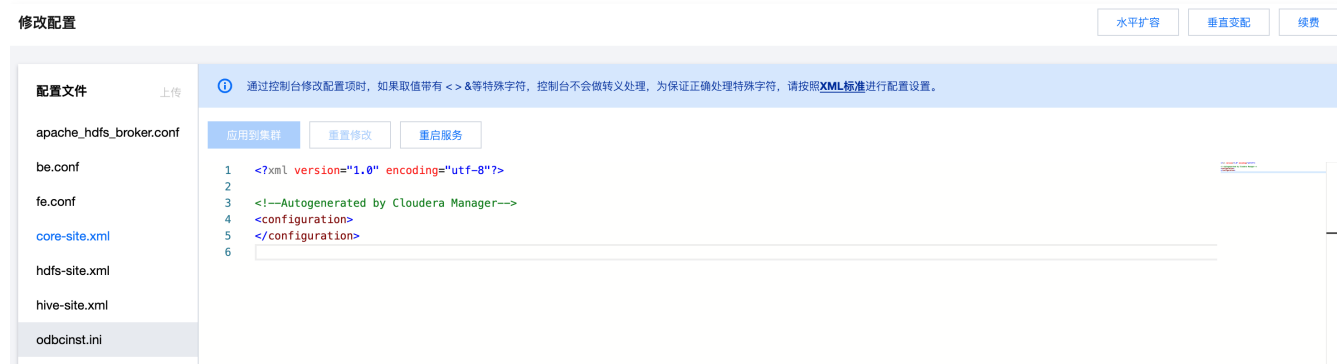 修改配置
水平扩容
垂直变配
续费
配置文件
上传
通过控制台修改配置项时，如果取值带有 < > &等特殊字符，控制台不会做转义处理，为保证正确处理特殊字符，请按照XML标准进行配置设置。
apache_hdfs_broker.conf
be.conf
fe.conf
core-site.xml
hdfs-site.xml
hive-site.xml
odbcinst.ini
应用到集群
重置修改
重启服务
1 <?xml version="1.0" encoding="utf-8"?>
2
3 <!--Autogenerated by Cloudera Manager-->
4 <configuration>
5 </configuration>
6